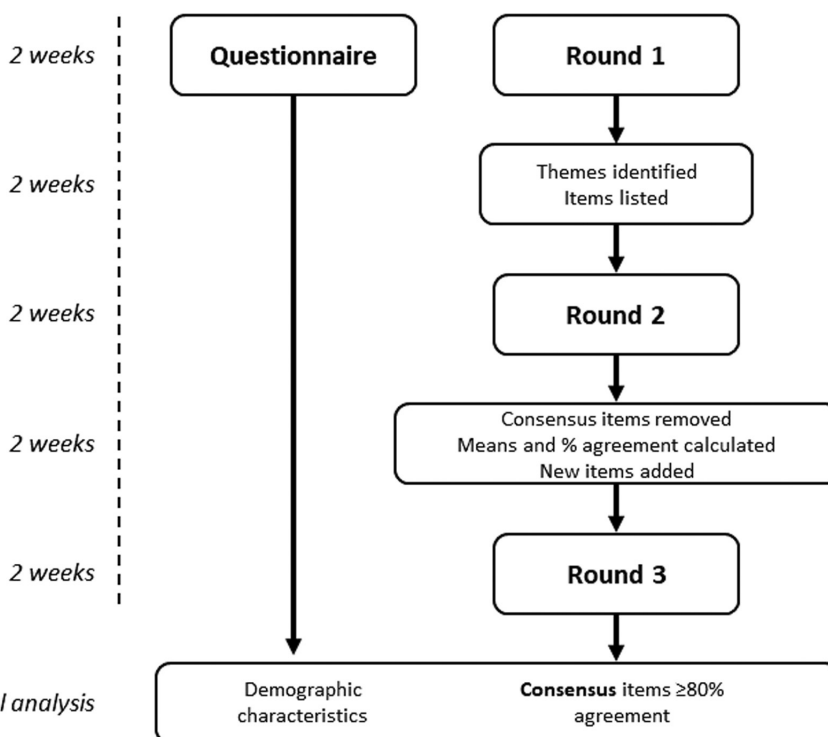 2 weeks
Questionnaire
Round 1
2 weeks
Themes identified
Items listed
2 weeks
Round 2
2 weeks
Consensus items removed
Means and % agreement calculated
New items added
2 weeks
Round 3
l analysis
Demographic
characteristics
Consensus items ≥80%
agreement